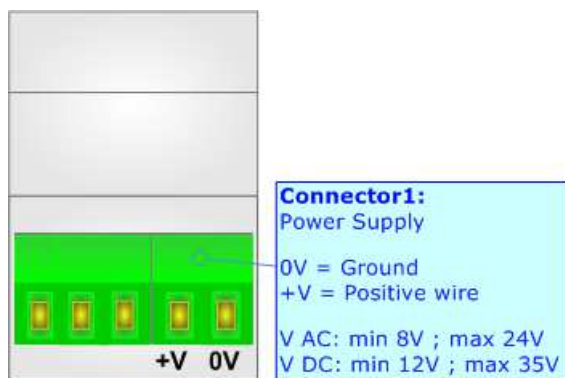 Connector1:
Power Supply
0V = Ground
+V = Positive wire
V AC: min 8V ; max 24V
V DC: min 12V ; max 35V
+V 0V